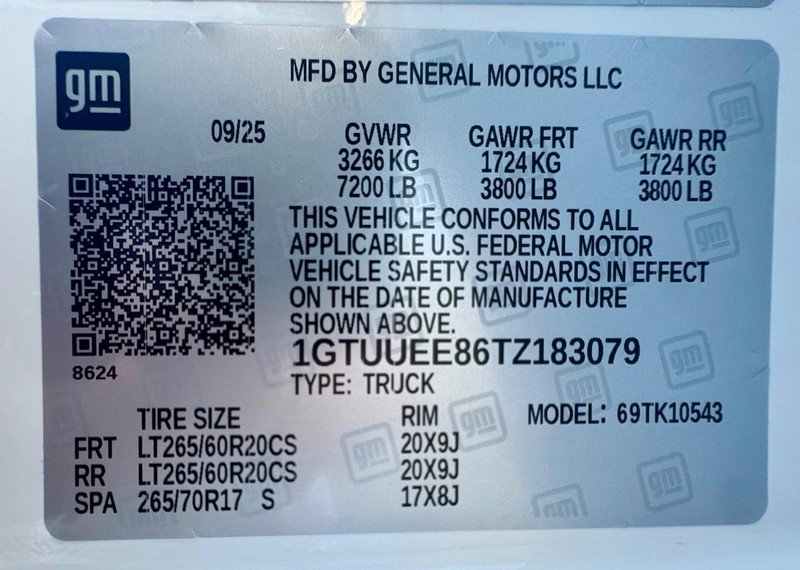 gm
MFD BY GENERAL MOTORS LLC
09/25 GVWR GAWR FRT GAWR RR
3266 KG 1724 KG 1724 KG
7200 LB 3800 LB 3800 LB
THIS VEHICLE CONFORMS TO ALL
APPLICABLE U.S. FEDERAL MOTOR
VEHICLE SAFETY STANDARDS IN EFFECT
ON THE DATE OF MANUFACTURE
SHOWN ABOVE.
1GTUUEE86TZ183079
8624
TYPE: TRUCK
TIRE SIZE RIM MODEL: 69TK10543
FRT LT265/60R20CS 20X9J
RR LT265/60R20CS 20X9J
SPA 265/70R17 S 17X8J